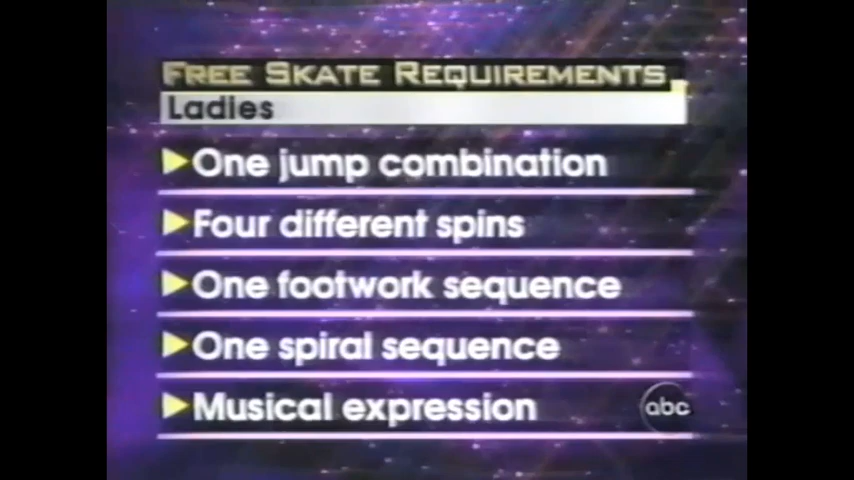 FREE SKATE REQUIREMENTS
Ladies
One jump combination
Four different spins
One footwork sequence
One spiral sequence
Musical expression
abc